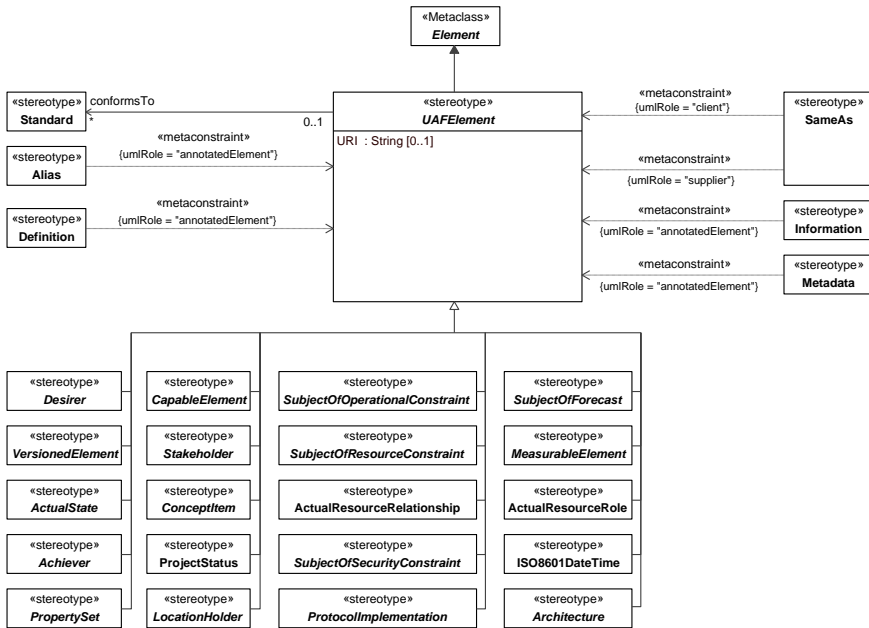 «Metaclass»
Element
«stereotype»
Standard
conformsTo
*
0..1
«stereotype»
UAFElement
URI : String [0..1]
«metaconstraint»
{umlRole = "client"}
«stereotype»
SameAs
«metaconstraint»
{umlRole = "annotatedElement"}
«stereotype»
Alias
«metaconstraint»
{umlRole = "supplier"}
«metaconstraint»
{umlRole = "annotatedElement"}
«stereotype»
Definition
«metaconstraint»
{umlRole = "annotatedElement"}
«stereotype»
Information
«metaconstraint»
{umlRole = "annotatedElement"}
«stereotype»
Metadata
«stereotype»
Desirer
«stereotype»
CapableElement
«stereotype»
SubjectOfOperationalConstraint
«stereotype»
SubjectOfForecast
«stereotype»
VersionedElement
«stereotype»
Stakeholder
«stereotype»
SubjectOfResourceConstraint
«stereotype»
MeasurableElement
«stereotype»
ActualState
«stereotype»
ConceptItem
«stereotype»
ActualResourceRelationship
«stereotype»
ActualResourceRole
«stereotype»
Achiever
«stereotype»
ProjectStatus
«stereotype»
SubjectOfSecurityConstraint
«stereotype»
ISO8601DateTime
«stereotype»
PropertySet
«stereotype»
LocationHolder
«stereotype»
ProtocolImplementation
«stereotype»
Architecture